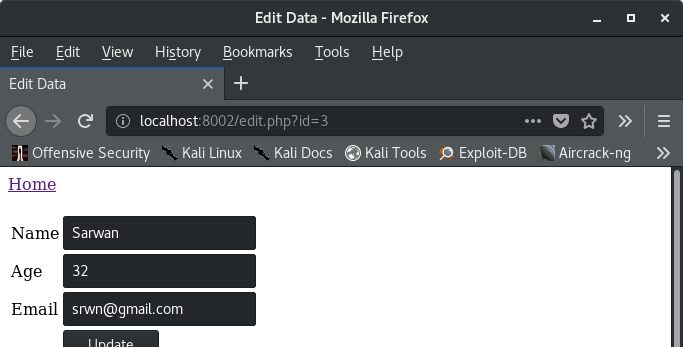 Edit Data - Mozilla Firefox
File Edit View History Bookmarks Tools Help
Edit Data
localhost:8002/edit.php?id=3
Offensive Security Kali Linux Kali Docs Kali Tools Exploit-DB Aircrack-ng
Home
Name Sarwan
Age 32
Email srwn@gmail.com
Update